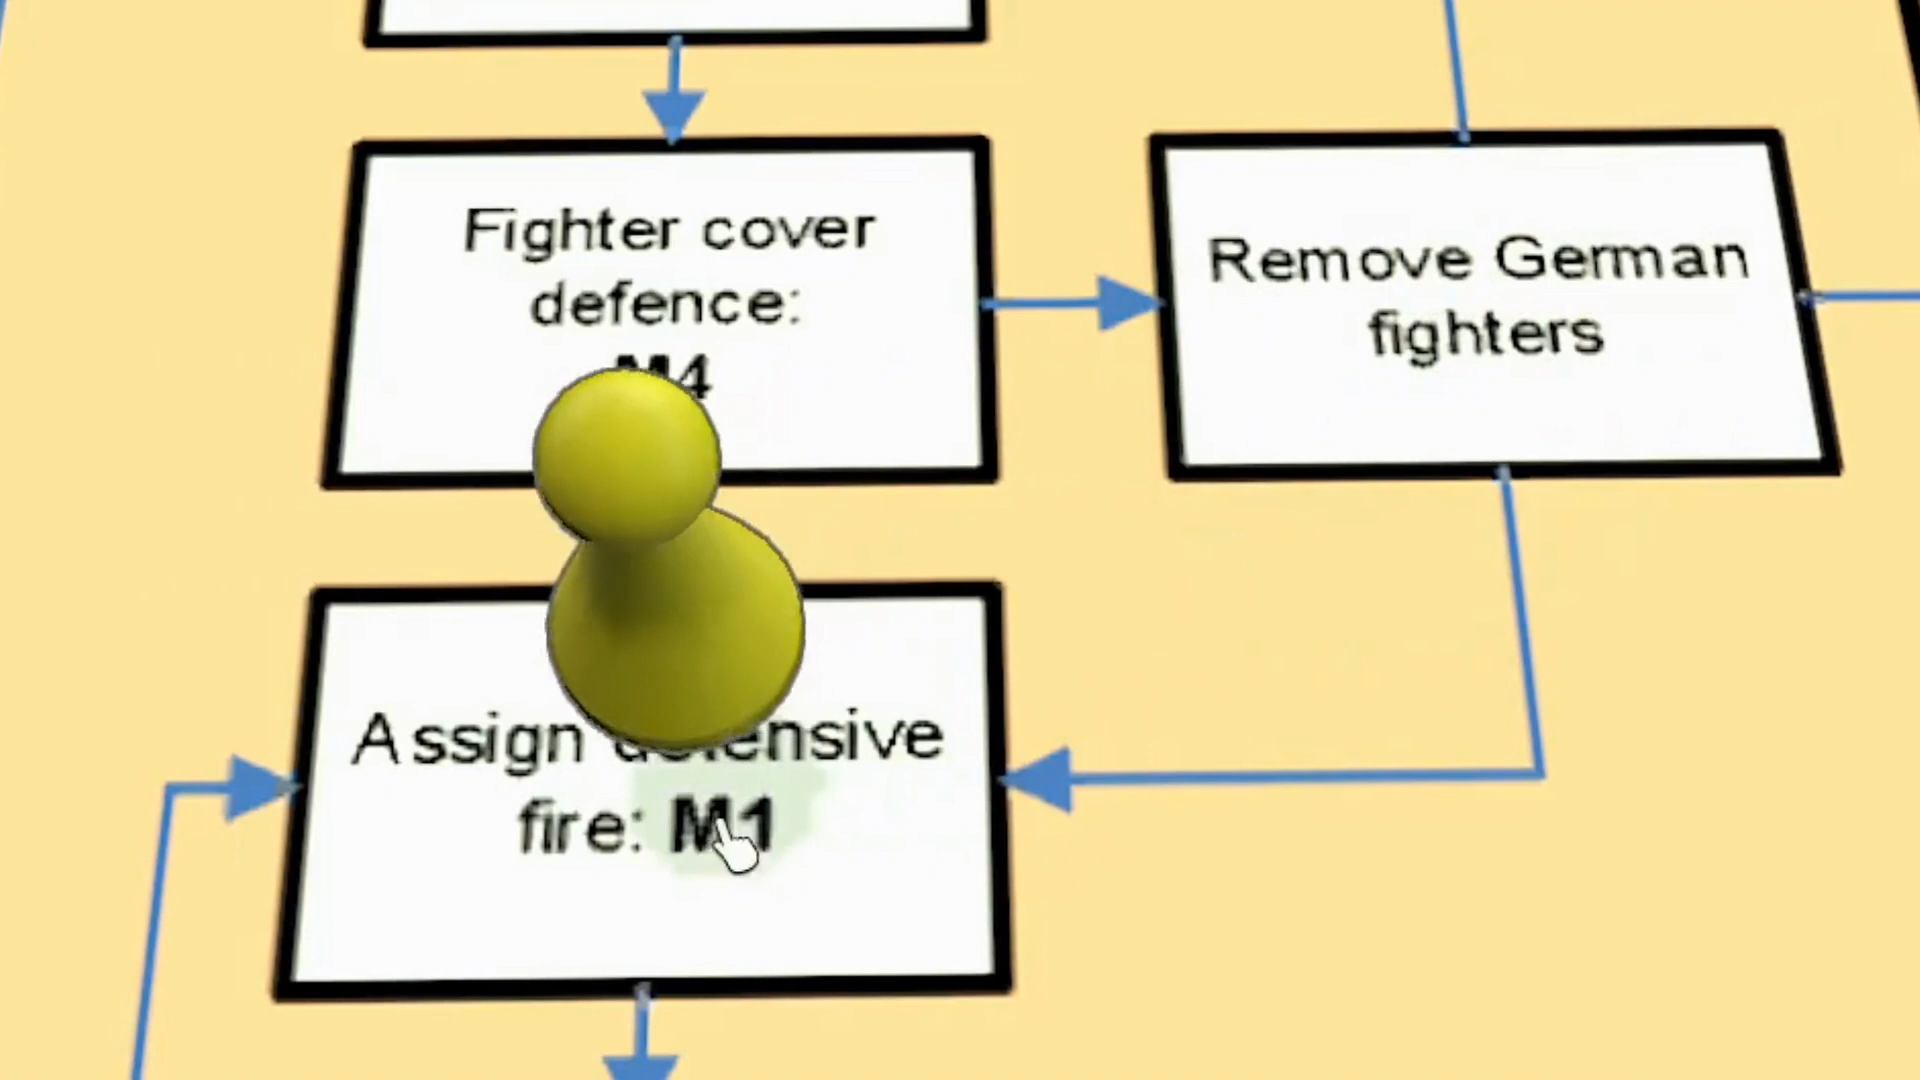 Fighter cover
defence:
M4
Remove German
fighters
Assign defensive
fire: M1